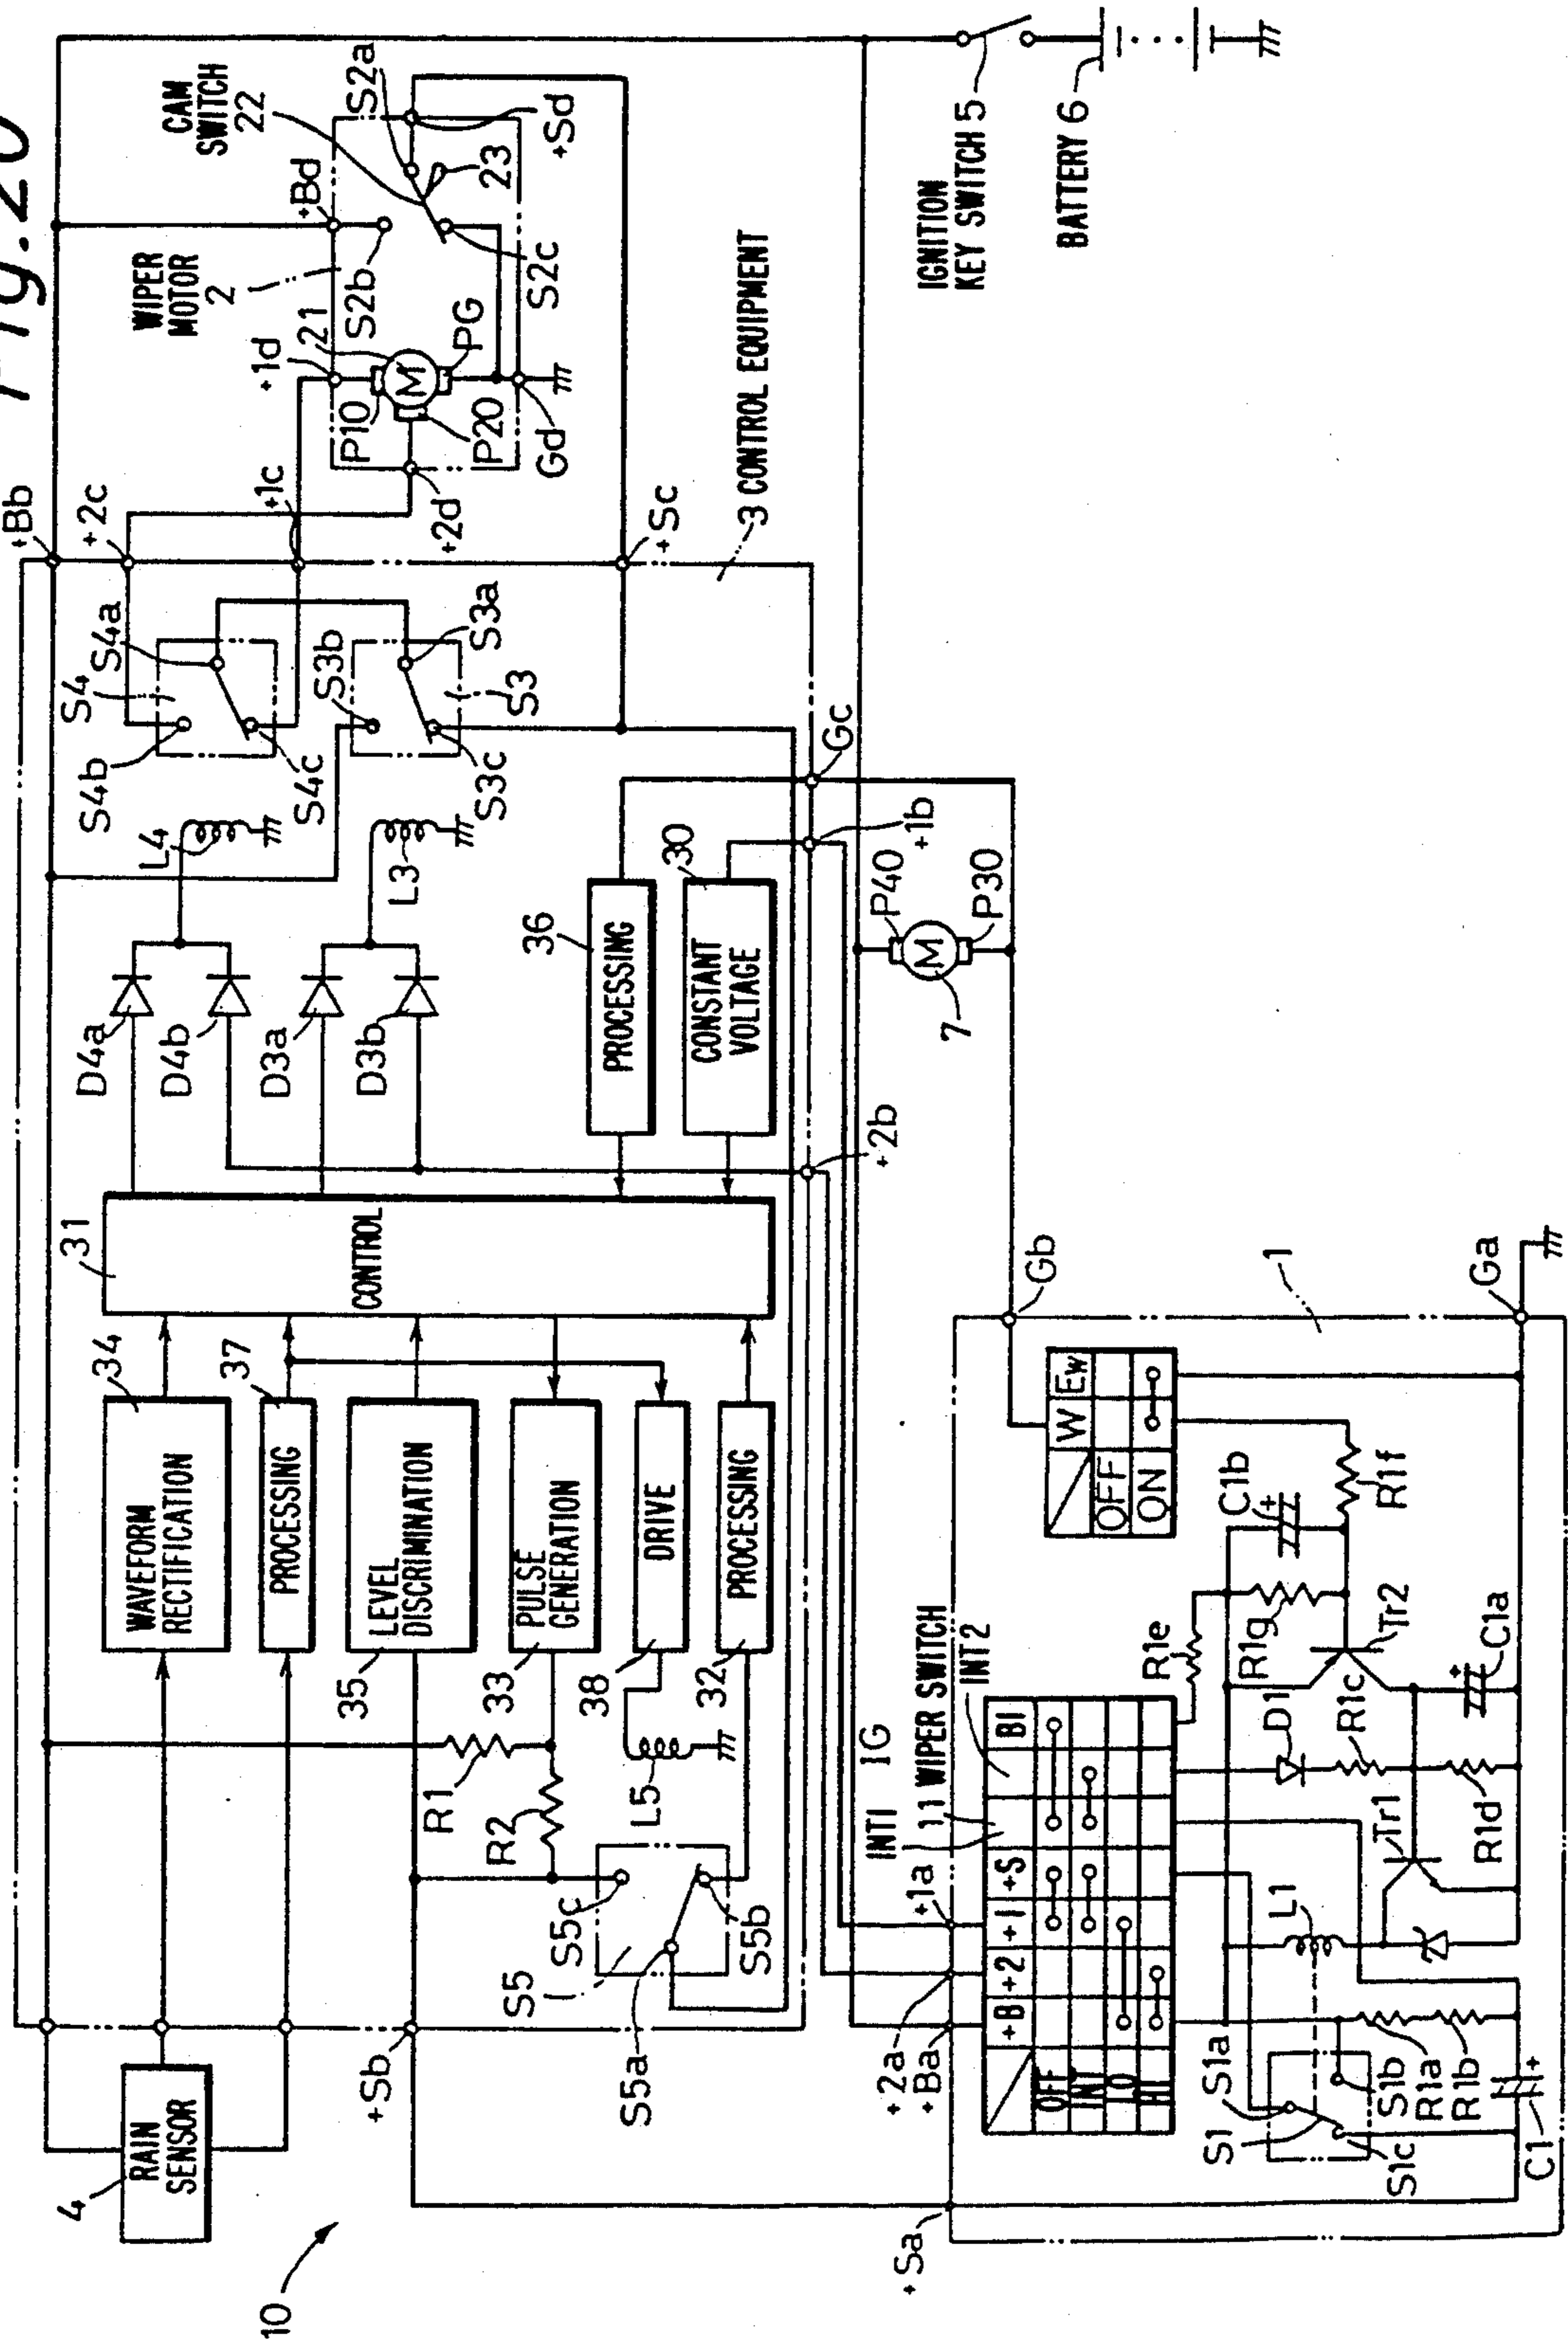 Fig. 20
10
4
RAIN
SENSOR
34
WAVEFORM
RECTIFICATION
37
PROCESSING
35
LEVEL
DISCRIMINATION
33
PULSE
GENERATION
38
DRIVE
32
PROCESSING
31
CONTROL
36
PROCESSING
30
CONSTANT
VOLTAGE
D4a
D4b
D3a
D3b
L4
L3
S4
S4a
S4b
S4c
S3
S3a
S3b
S3c
R1
R2
L5
S5
S5a
S5b
S5c
+Sb
+2b
+1b
Gc
+Bb
+2c
+1c
+Sc
3 CONTROL EQUIPMENT
WIPER
MOTOR
2
+1d
21
P10
P20
PG
M
+2d
Gd
+Bd
S2b
S2c
S2a
+Sd
23
CAM
SWITCH
22
IGNITION
KEY SWITCH 5
BATTERY 6
P40
M
P30
7
IG
+Sa
+2a
+Ba
+1a
INT1
11 WIPER SWITCH
INT2
+B +2 +1 +S B1
OFF
INT
LO
HI
W Ew
OFF
ON
Gb
1
Ga
S1
S1a
S1b
S1c
R1a
R1b
C1
L1
Tr1
R1d
R1c
D1
R1e
R1g
Tr2
C1a
C1b
R1f